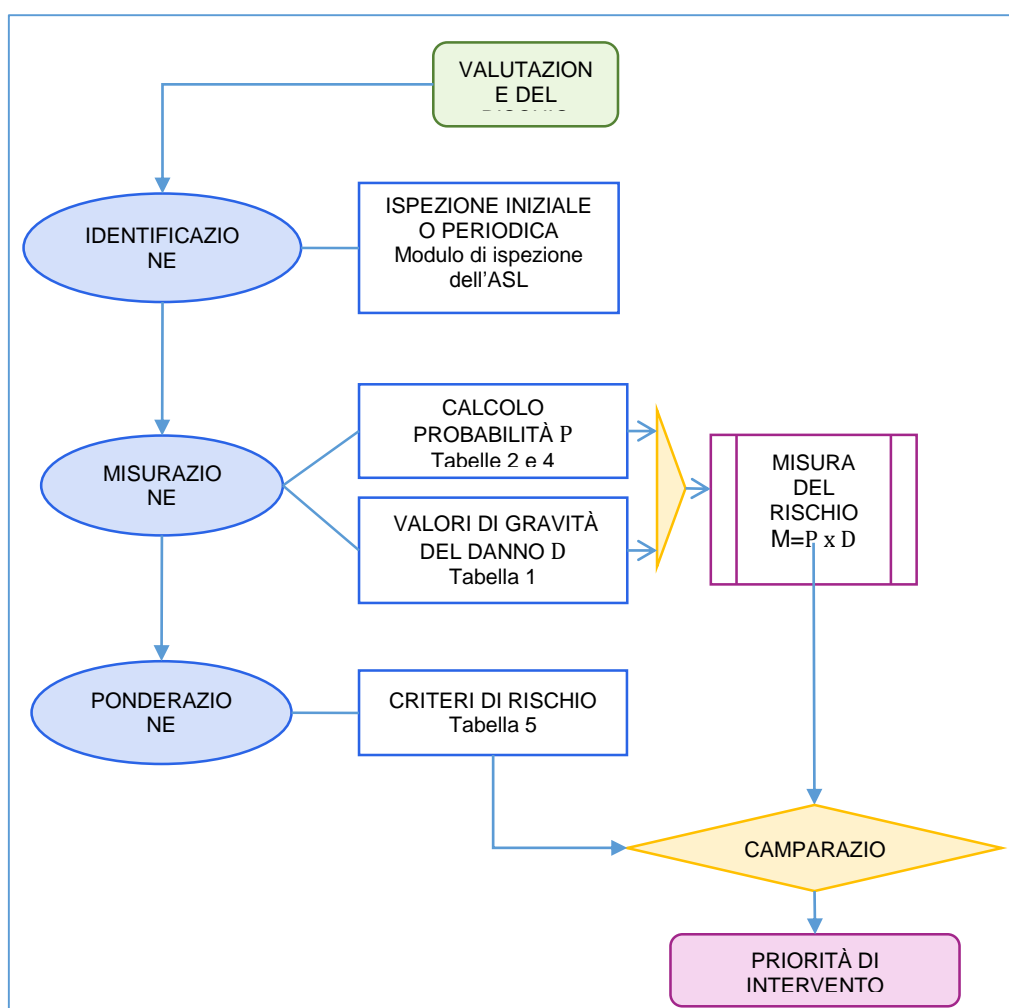 VALUTAZION
E DEL
IDENTIFICAZIO
NE
ISPEZIONE INIZIALE
O PERIODICA
Modulo di ispezione
dell’ASL
MISURAZIO
NE
CALCOLO
PROBABILITÀ P
Tabelle 2 e 4
VALORI DI GRAVITÀ
DEL DANNO D
Tabella 1
MISURA
DEL
RISCHIO
M=P x D
PONDERAZIO
NE
CRITERI DI RISCHIO
Tabella 5
CAMPARAZIO
PRIORITÀ DI
INTERVENTO